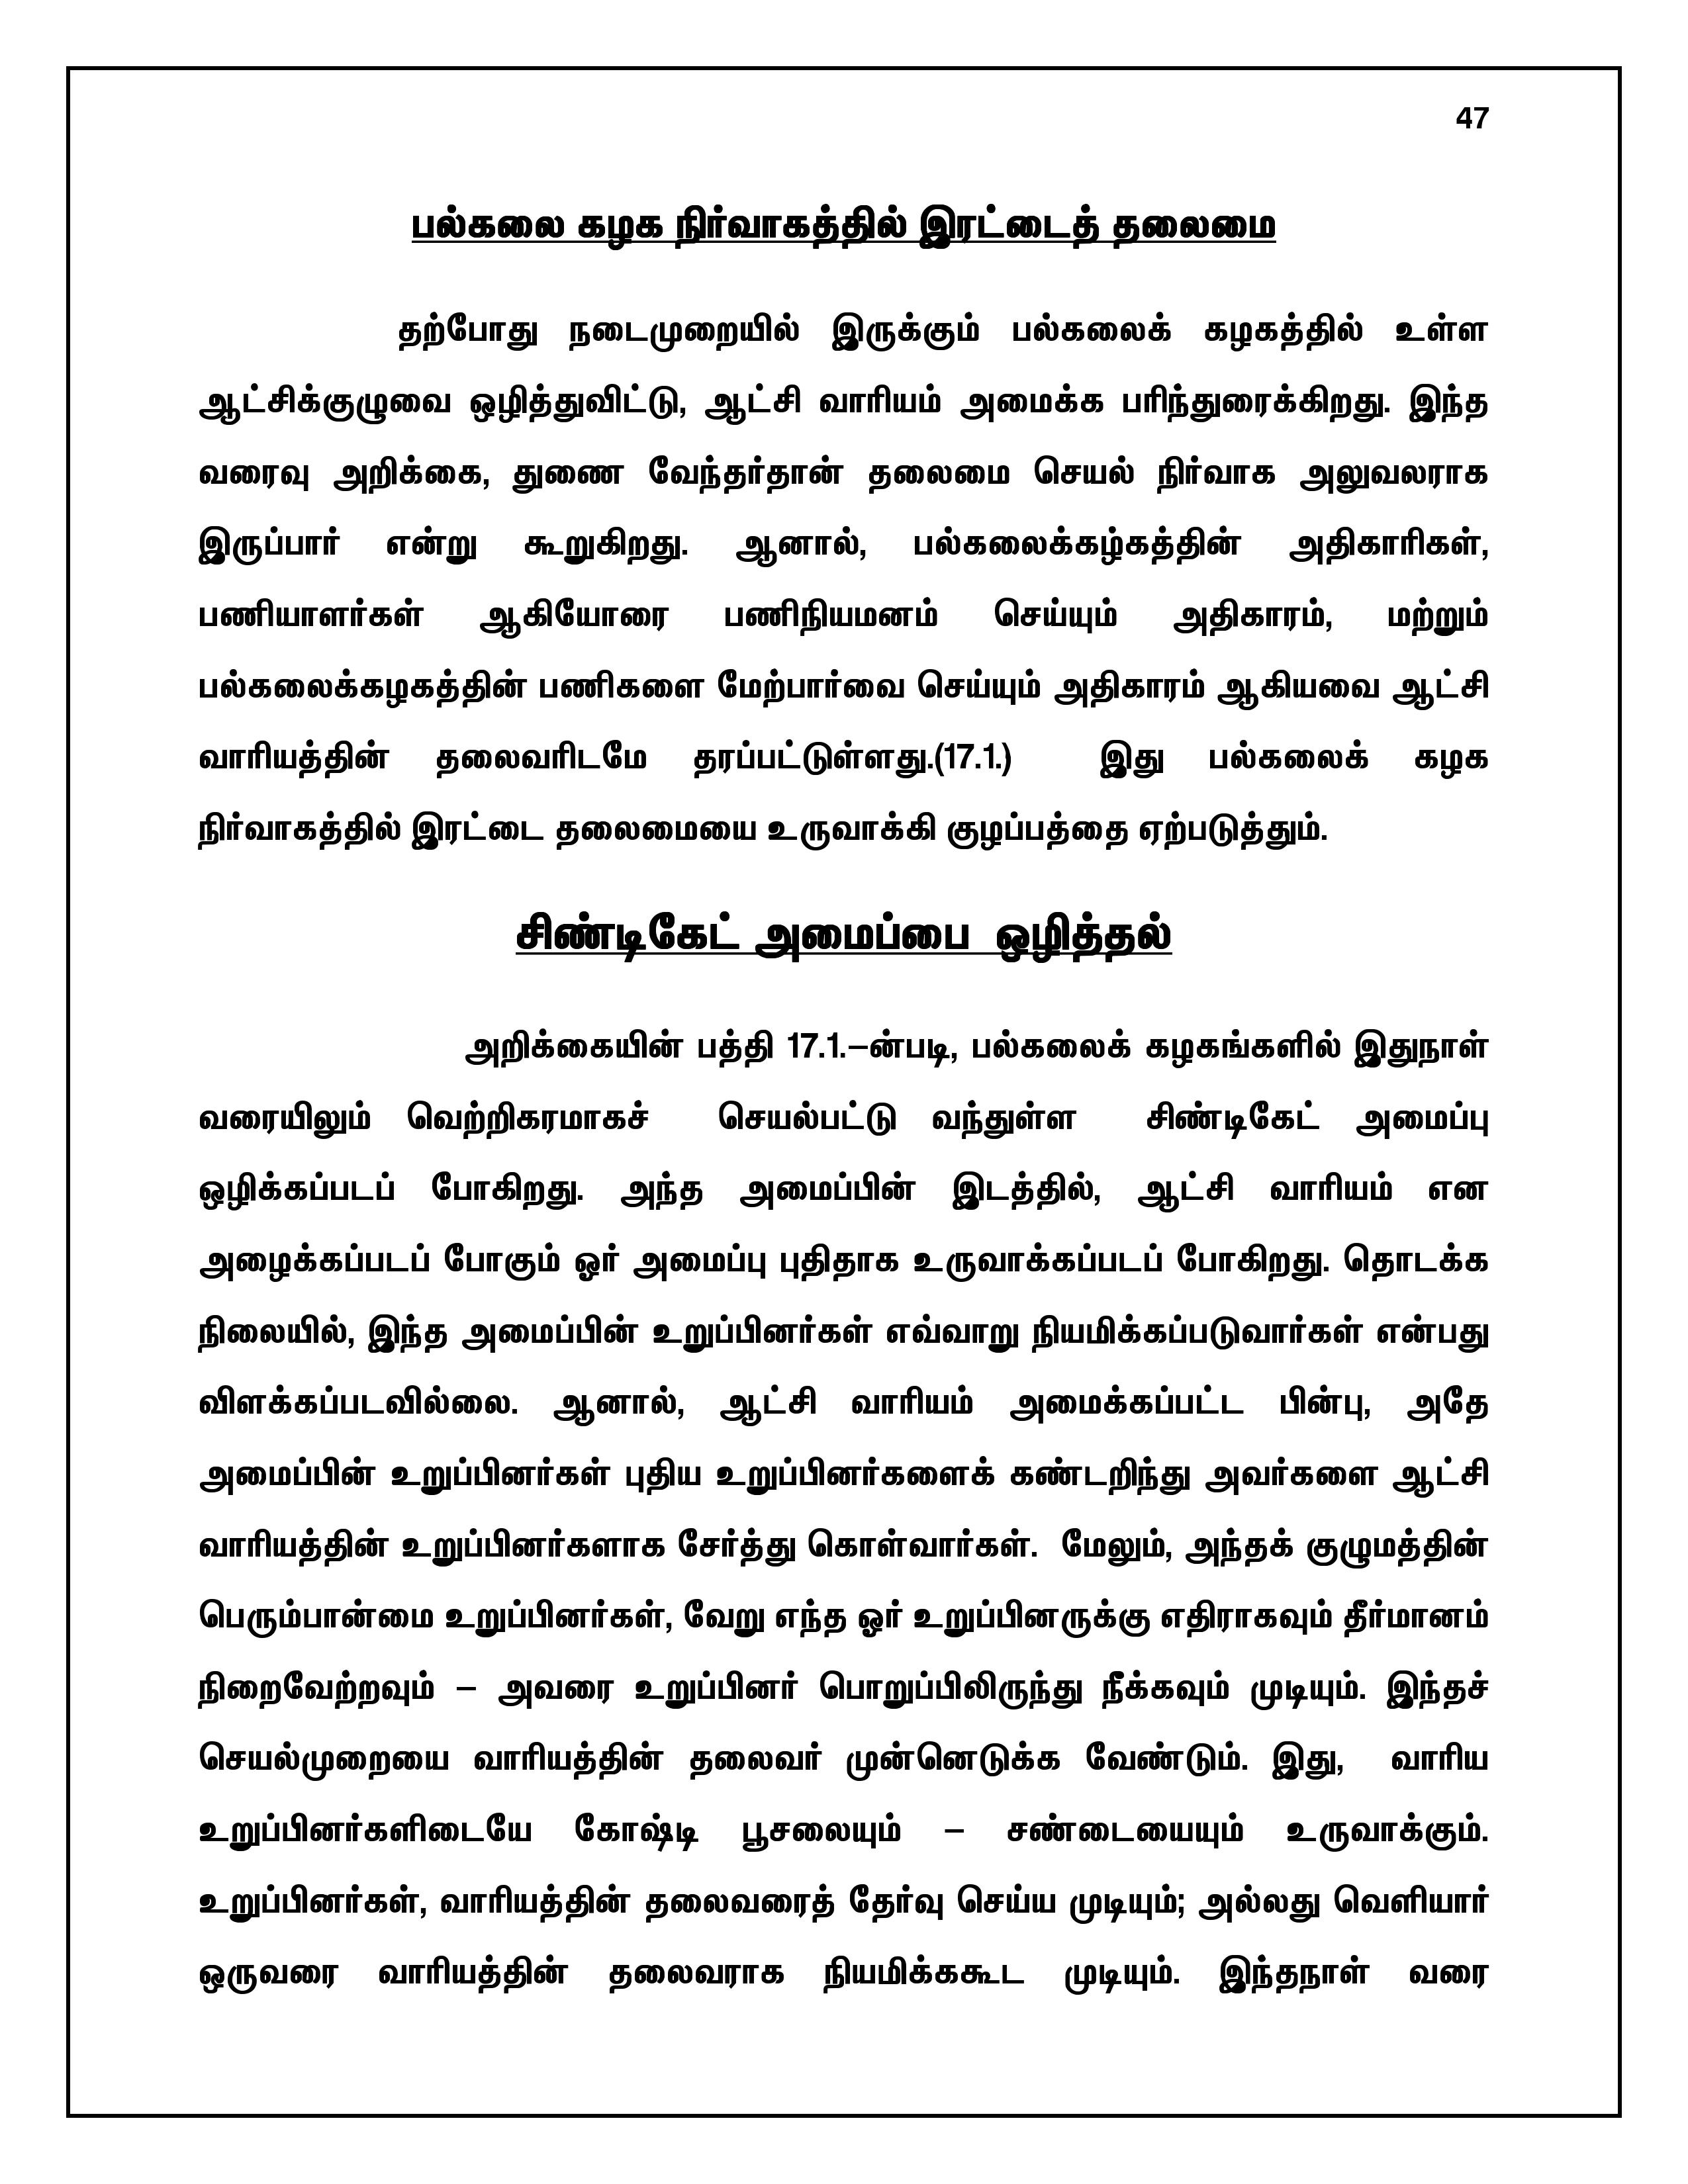 47
பல்கலை கழக நிர்வாகத்தில் இரட்டைத் தலைமை
தற்போது நடைமுறையில் இருக்கும் பல்கலைக் கழகத்தில் உள்ள
ஆட்சிக்குழுவை ஒழித்துவிட்டு, ஆட்சி வாரியம் அமைக்க பரிந்துரைக்கிறது. இந்த
வரைவு அறிக்கை, துணை வேந்தர்தான் தலைமை செயல் நிர்வாக அலுவலராக
இருப்பார் என்று கூறுகிறது. ஆனால், பல்கலைக்கழ்கத்தின் அதிகாரிகள்,
பணியாளர்கள் ஆகியோரை பணிநியமனம் செய்யும் அதிகாரம், மற்றும்
பல்கலைக்கழகத்தின் பணிகளை மேற்பார்வை செய்யும் அதிகாரம் ஆகியவை ஆட்சி
வாரியத்தின் தலைவரிடமே தரப்பட்டுள்ளது.(17.1.) இது பல்கலைக் கழக
நிர்வாகத்தில் இரட்டை தலைமையை உருவாக்கி குழப்பத்தை ஏற்படுத்தும்.
சிண்டிகேட் அமைப்பை ஒழித்தல்
அறிக்கையின் பத்தி 17.1.–ன்படி, பல்கலைக் கழகங்களில் இதுநாள்
வரையிலும் வெற்றிகரமாகச் செயல்பட்டு வந்துள்ள சிண்டிகேட் அமைப்பு
ஒழிக்கப்படப் போகிறது. அந்த அமைப்பின் இடத்தில், ஆட்சி வாரியம் என
அழைக்கப்படப் போகும் ஓர் அமைப்பு புதிதாக உருவாக்கப்படப் போகிறது. தொடக்க
நிலையில், இந்த அமைப்பின் உறுப்பினர்கள் எவ்வாறு நியமிக்கப்படுவார்கள் என்பது
விளக்கப்படவில்லை. ஆனால், ஆட்சி வாரியம் அமைக்கப்பட்ட பின்பு, அதே
அமைப்பின் உறுப்பினர்கள் புதிய உறுப்பினர்களைக் கண்டறிந்து அவர்களை ஆட்சி
வாரியத்தின் உறுப்பினர்களாக சேர்த்து கொள்வார்கள். மேலும், அந்தக் குழுமத்தின்
பெரும்பான்மை உறுப்பினர்கள், வேறு எந்த ஓர் உறுப்பினருக்கு எதிராகவும் தீர்மானம்
நிறைவேற்றவும் – அவரை உறுப்பினர் பொறுப்பிலிருந்து நீக்கவும் முடியும். இந்தச்
செயல்முறையை வாரியத்தின் தலைவர் முன்னெடுக்க வேண்டும். இது, வாரிய
உறுப்பினர்களிடையே கோஷ்டி பூசலையும் – சண்டையையும் உருவாக்கும்.
உறுப்பினர்கள், வாரியத்தின் தலைவரைத் தேர்வு செய்ய முடியும்; அல்லது வெளியார்
ஒருவரை வாரியத்தின் தலைவராக நியமிக்ககூட முடியும். இந்தநாள் வரை